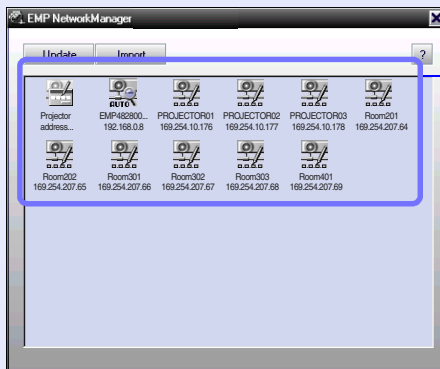 EMP NetworkManager
Update Import ?
Projector address...
EMP482800... 192.168.0.8
PROJECTOR01 169.254.10.176
PROJECTOR02 169.254.10.177
PROJECTOR03 169.254.10.178
Room201 169.254.207.64
AUTO
Room202 169.254.207.65
Room301 169.254.207.66
Room302 169.254.207.67
Room303 169.254.207.68
Room401 169.254.207.69